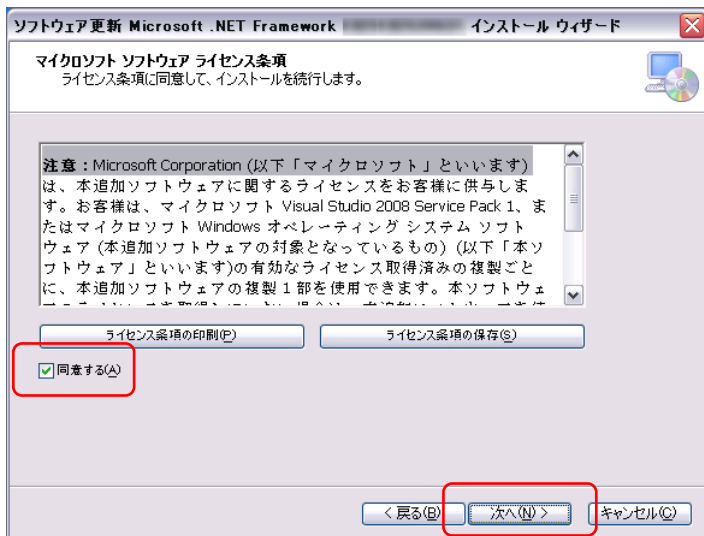 ソフトウェア更新 Microsoft .NET Framework インストール ウィザード
マイクロソフト ソフトウェア ライセンス条項
ライセンス条項に同意して、インストールを続行します。
注意：Microsoft Corporation (以下「マイクロソフト」といいます)
は、本追加ソフトウェアに関するライセンスをお客様に供与しま
す。お客様は、マイクロソフト Visual Studio 2008 Service Pack 1、ま
たはマイクロソフト Windows オペレーティング システム ソフト
ウェア (本追加ソフトウェアの対象となっているもの) (以下「本ソ
フトウェア」といいます)の有効なライセンス取得済みの複製ごと
に、本追加ソフトウェアの複製１部を使用できます。本ソフトウェ
ライセンス条項の印刷(P)
ライセンス条項の保存(S)
同意する(A)
< 戻る(B)
次へ(N) >
キャンセル(C)